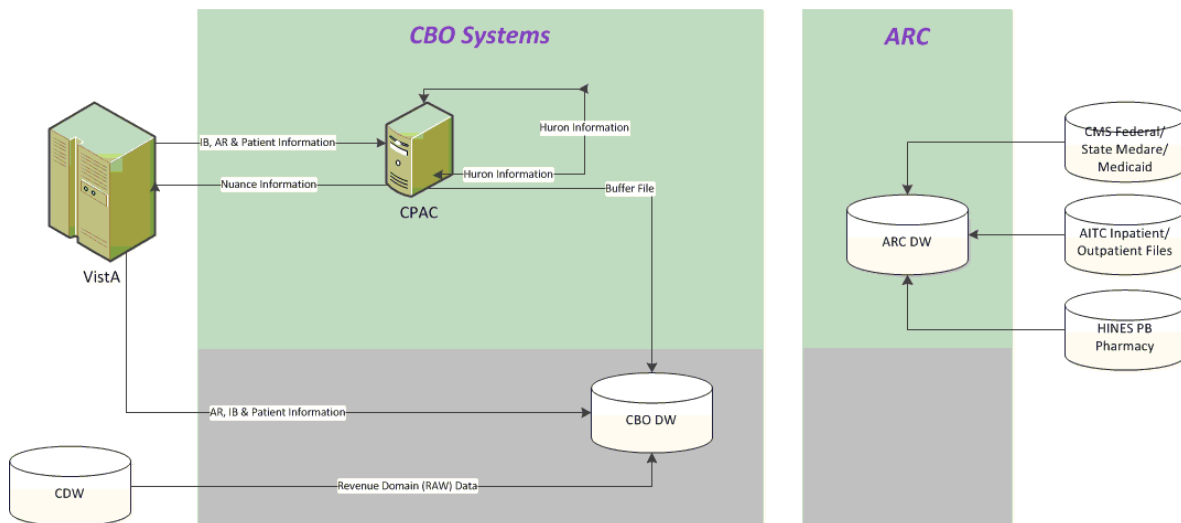 CBO Systems
ARC
IB, AR & Patient Information
Huron Information
Nuance Information
Huron Information
Buffer File
CPAC
VistA
CMS Federal/
State Medare/
Medicaid
ARC DW
AITC Inpatient/
Outpatient Files
HINES PB
Pharmacy
AR, IB & Patient Information
CBO DW
CDW
Revenue Domain (RAW) Data